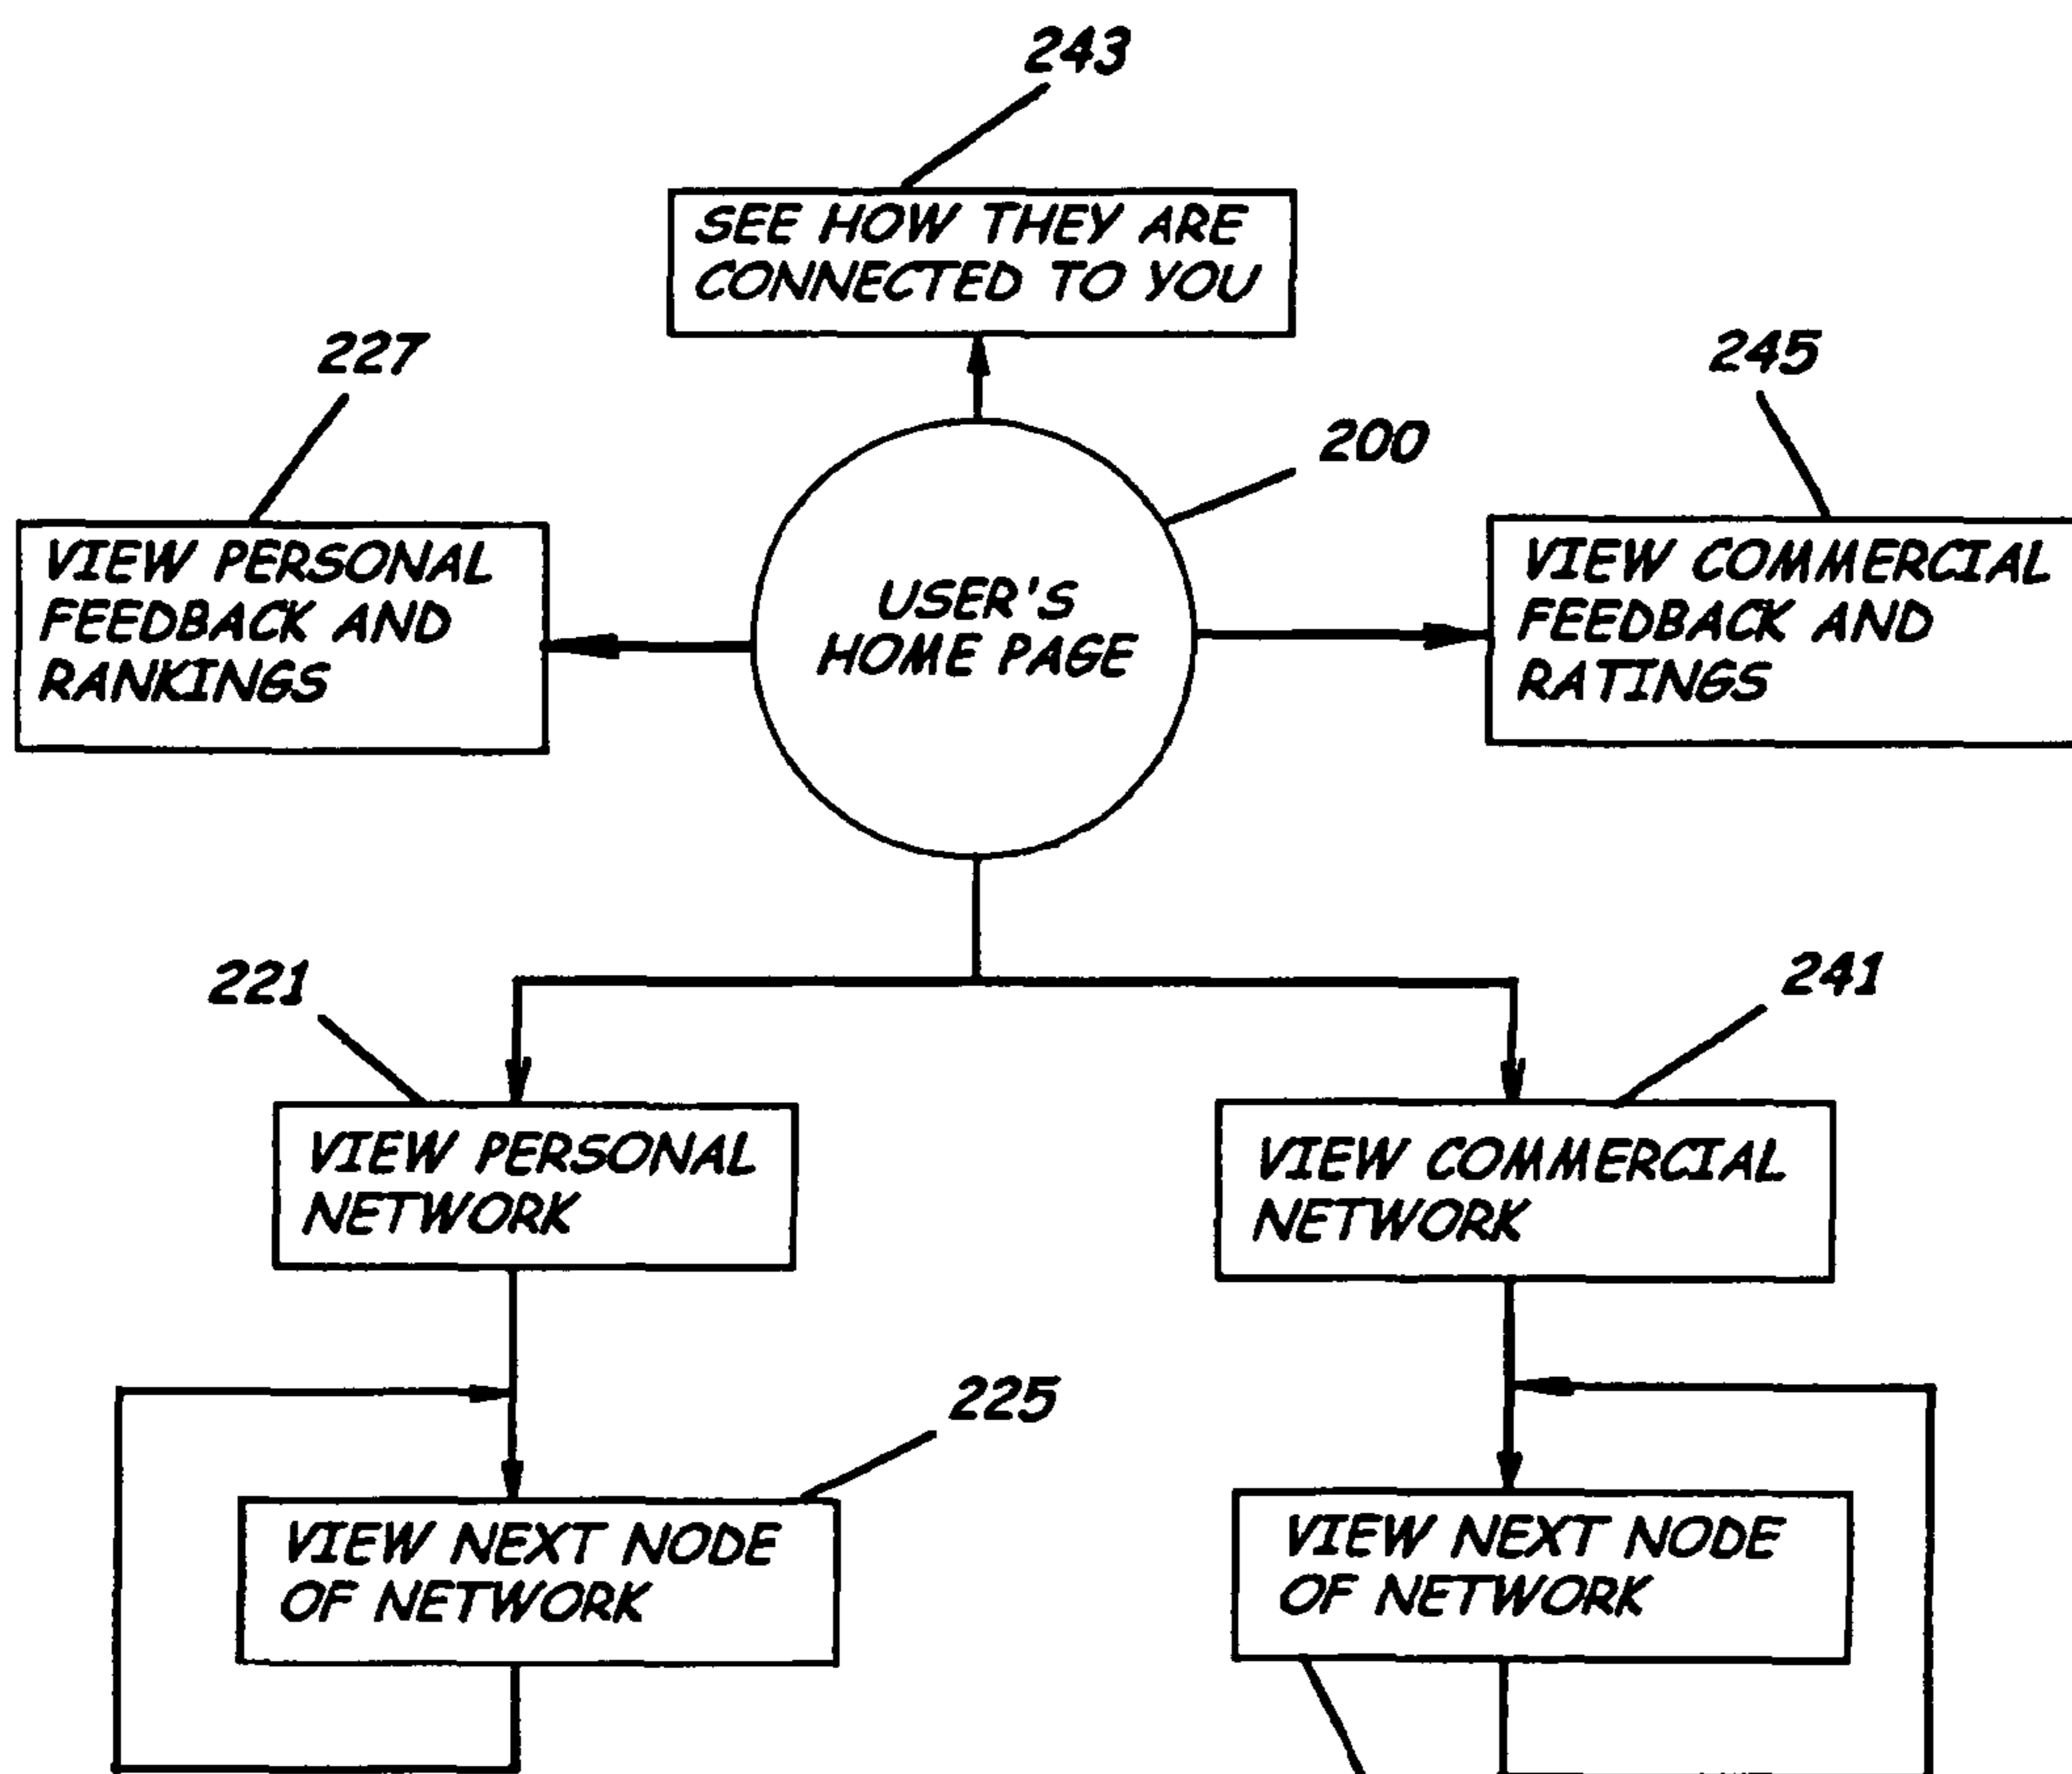 243
SEE HOW THEY ARE
CONNECTED TO YOU
227
245
200
VIEW PERSONAL
FEEDBACK AND
RANKINGS
USER'S
HOME PAGE
VIEW COMMERCIAL
FEEDBACK AND
RATINGS
221
241
VIEW PERSONAL
NETWORK
VIEW COMMERCIAL
NETWORK
225
VIEW NEXT NODE
OF NETWORK
VIEW NEXT NODE
OF NETWORK